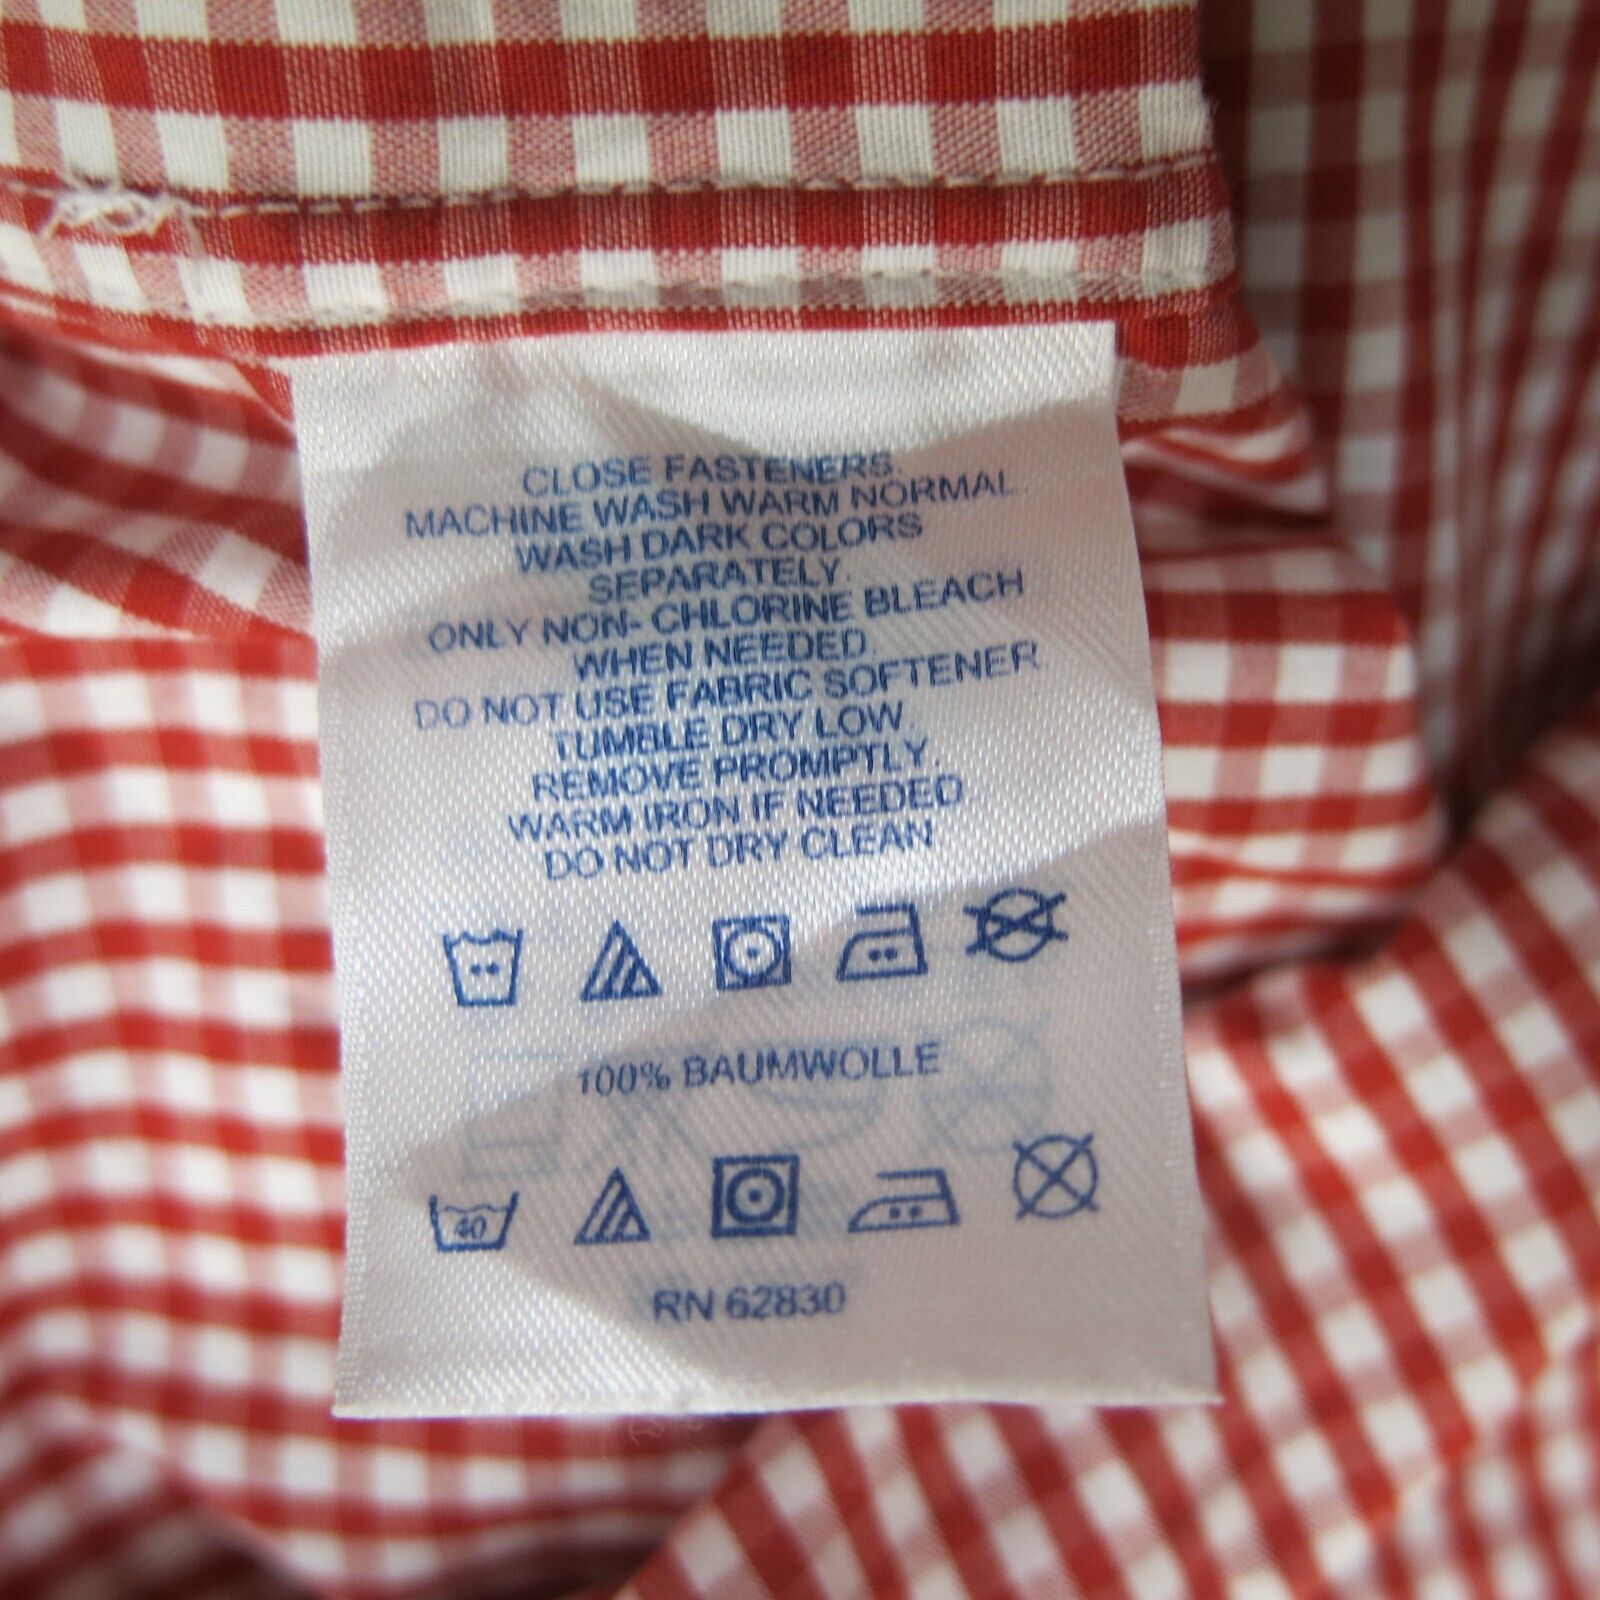 CLOSE FASTENERS.
MACHINE WASH WARM NORMAL.
WASH DARK COLORS
SEPARATELY.
ONLY NON- CHLORINE BLEACH
WHEN NEEDED.
DO NOT USE FABRIC SOFTENER
TUMBLE DRY LOW.
REMOVE PROMPTLY
WARM IRON IF NEEDED.
DO NOT DRY CLEAN
100% BAUMWOLLE
40
RN 62830